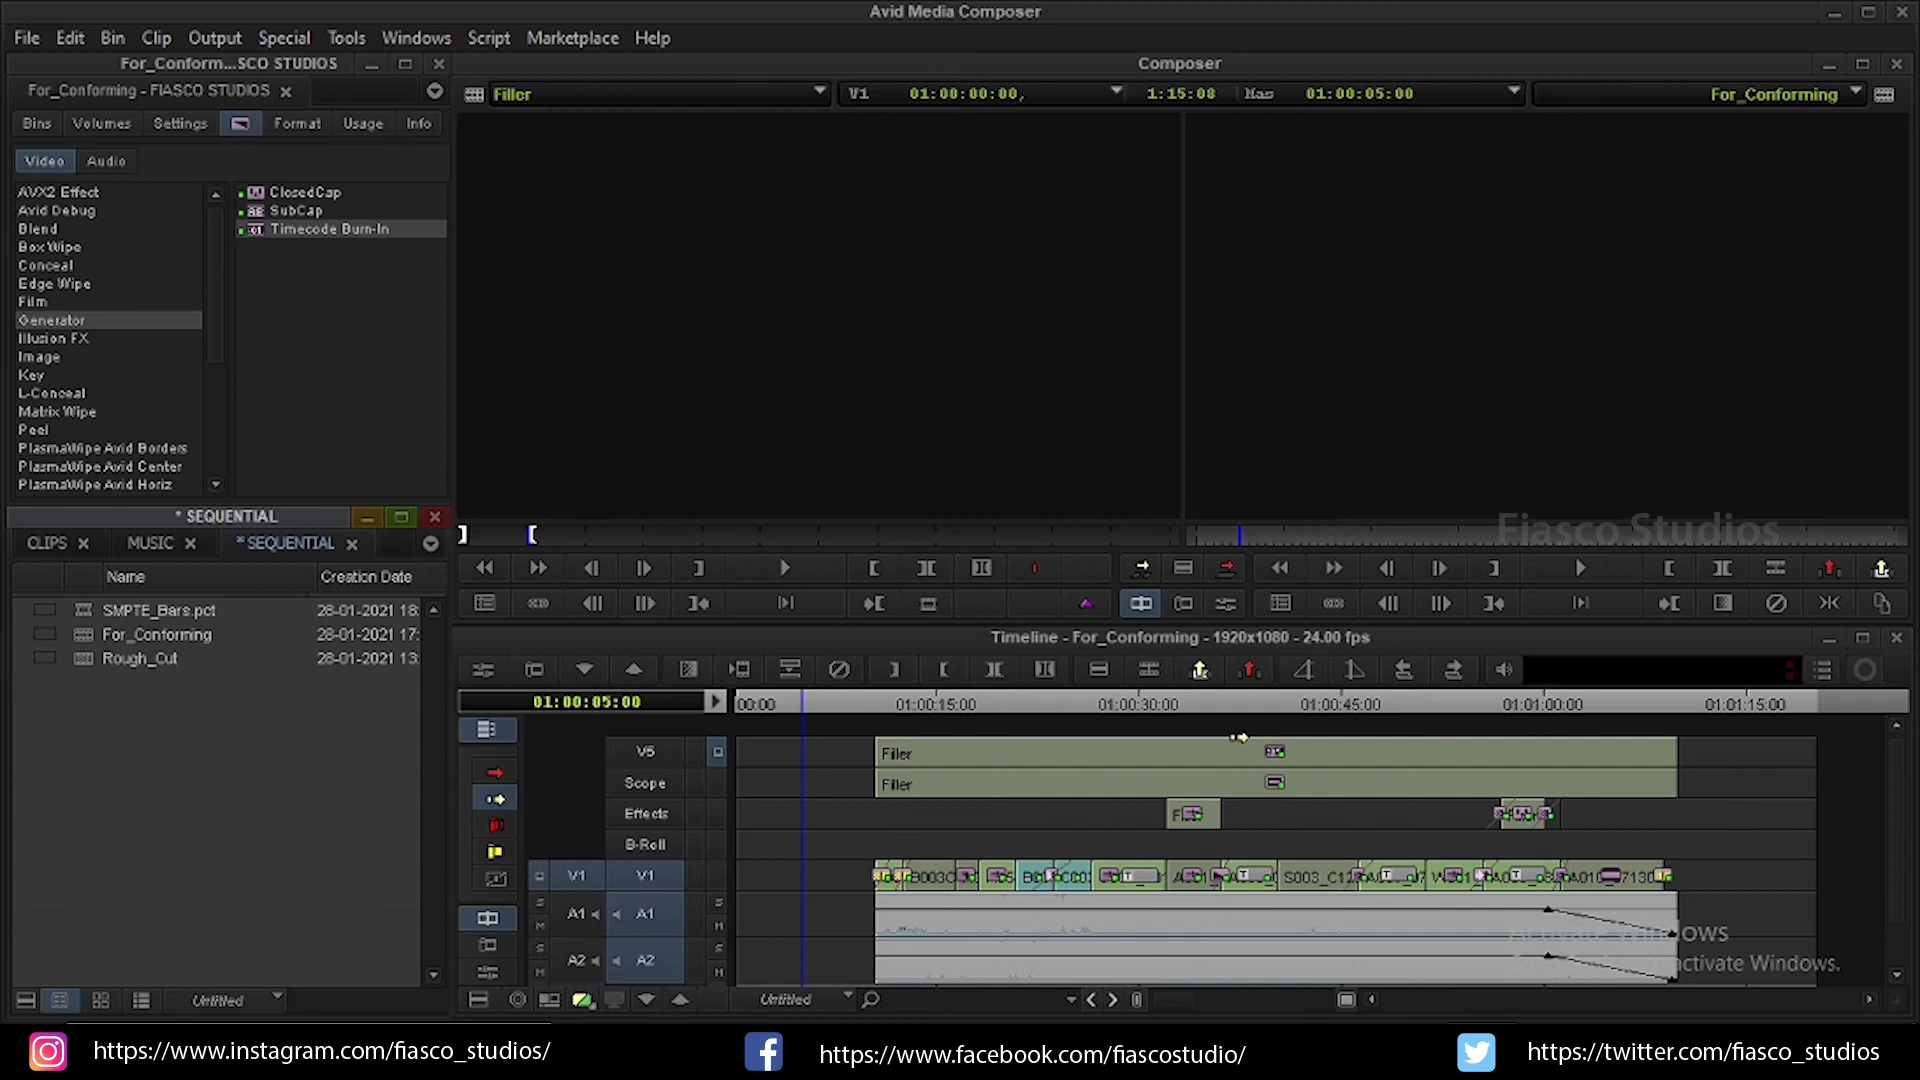 Avid Media Composer
File Edit Bin Clip Output Special Tools Windows Script Marketplace Help
For_Conform...SCO STUDIOS
Composer
For_Conforming - FIASCO STUDIOS
Filler
V1 01:00:00:00, 1:15:08 Mas 01:00:05:00
For_Conforming
Bins Volumes Settings Format Usage Info
Video Audio
AVX2 Effect
Avid Debug
Blend
Box Wipe
Conceal
Edge Wipe
Film
Generator
Illusion FX
Image
Key
L-Conceal
Matrix Wipe
Peel
PlasmaWipe Avid Borders
PlasmaWipe Avid Center
PlasmaWipe Avid Horiz
ClosedCap
SubCap
Timecode Burn-In
Fiasco Studios
* SEQUENTIAL
CLIPS MUSIC * SEQUENTIAL
Name Creation Date
SMPTE_Bars.pct 28-01-2021 18:
For_Conforming 28-01-2021 17:
Rough_Cut 28-01-2021 13:
Untitled
Timeline - For_Conforming - 1920x1080 - 24.00 fps
01:00:05:00
00:00 01:00:15:00 01:00:30:00 01:00:45:00 01:01:00:00 01:01:15:00
V5 Filler
Scope Filler
Effects
B-Roll
V1 V1 B003C S003_C12
A1 A1
A2 A2
Activate Windows
activate Windows.
Untitled
https://www.instagram.com/fiasco_studios/
https://www.facebook.com/fiascostudio/
https://twitter.com/fiasco_studios